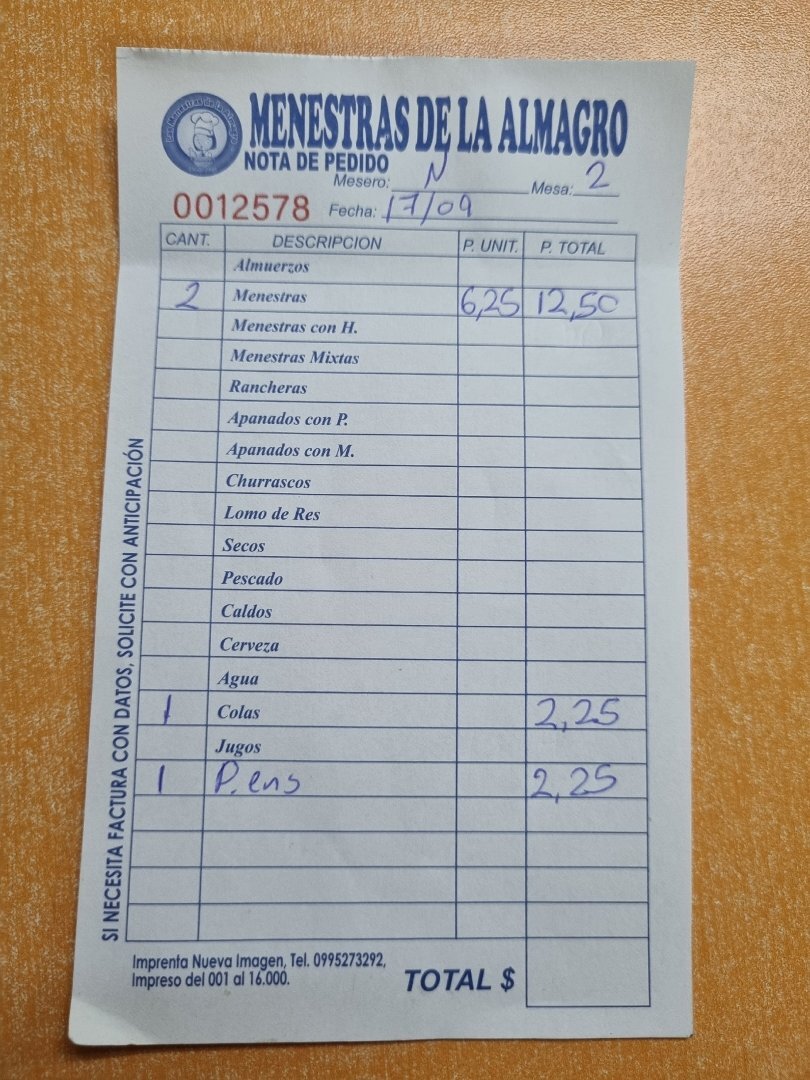 MENESTRAS DE LA ALMAGRO
NOTA DE PEDIDO
Mesero: N Mesa: 2
0012578 Fecha: 17/09
CANT. DESCRIPCION P. UNIT. P. TOTAL
Almuerzos
2 Menestras 6,25 12,50
Menestras con H.
Menestras Mixtas
Rancheras
Apanados con P.
Apanados con M.
Churrascos
Lomo de Res
Secos
Pescado
Caldos
Cerveza
Agua
1 Colas 2,25
Jugos
1 P. ens 2,25
TOTAL $
Imprenta Nueva Imagen, Tel. 0995273292,
Impreso del 001 al 16.000.
SI NECESITA FACTURA CON DATOS, SOLICITE CON ANTICIPACIÓN